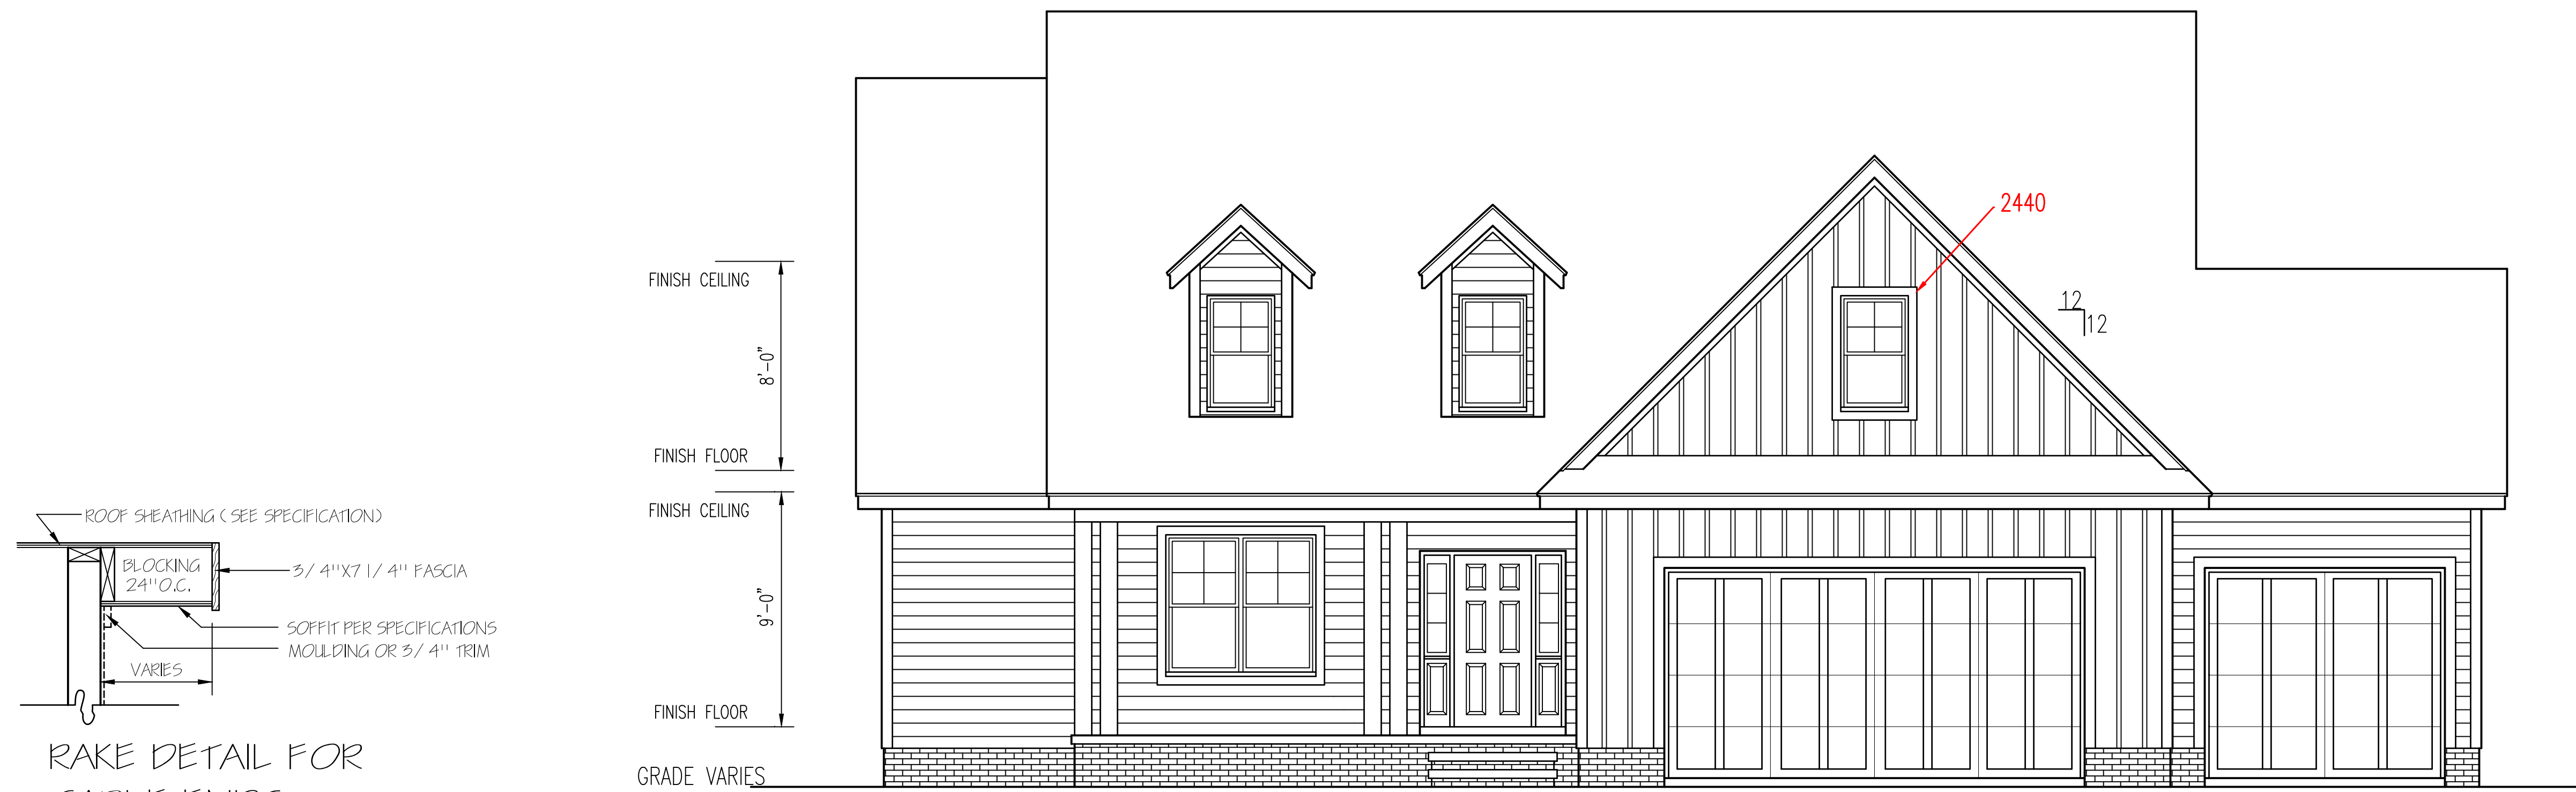 2440
12
12
FINISH CEILING
8'-0"
FINISH FLOOR
FINISH CEILING
9'-0"
FINISH FLOOR
GRADE VARIES
ROOF SHEATHING ( SEE SPECIFICATION)
BLOCKING
24" O.C.
3/ 4"X7 1/ 4" FASCIA
SOFFIT PER SPECIFICATIONS
MOULDING OR 3/ 4" TRIM
VARIES
RAKE DETAIL FOR